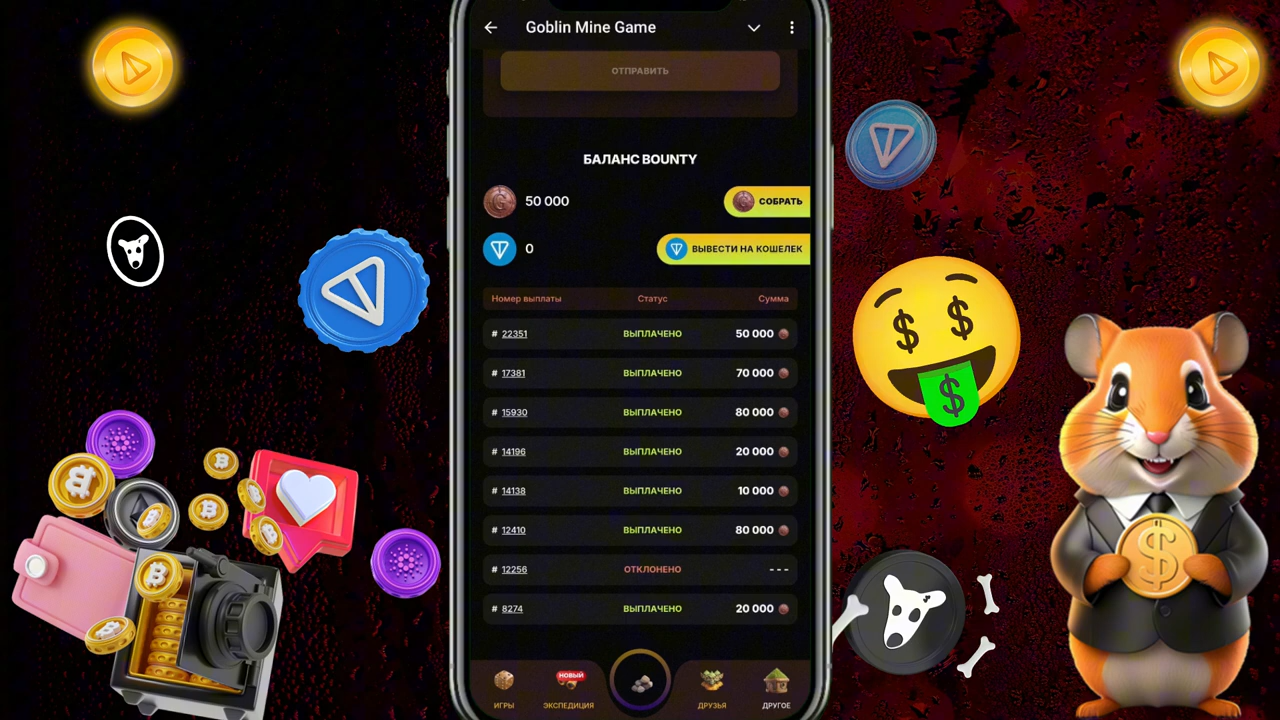 Goblin Mine Game
ОТПРАВИТЬ
БАЛАНС BOUNTY
50 000
СОБРАТЬ
0
ВЫВЕСТИ НА КОШЕЛЕК
Номер выплаты Статус Сумма
# 22351 ВЫПЛАЧЕНО 50 000
# 17381 ВЫПЛАЧЕНО 70 000
# 15930 ВЫПЛАЧЕНО 80 000
# 14196 ВЫПЛАЧЕНО 20 000
# 14138 ВЫПЛАЧЕНО 10 000
# 12410 ВЫПЛАЧЕНО 80 000
# 12256 ОТКЛОНЕНО ---
# 8274 ВЫПЛАЧЕНО 20 000
НОВЫЙ
ИГРЫ ЭКСПЕДИЦИЯ ДРУЗЬЯ ДРУГОЕ